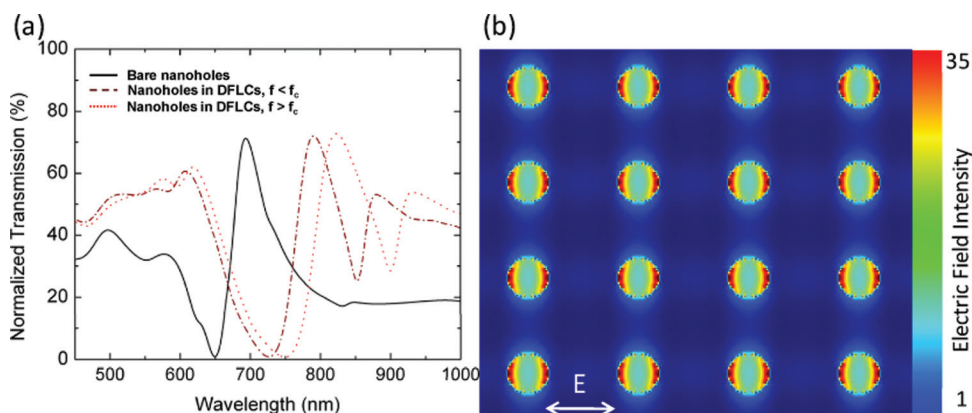 (a)
100
80
60
40
20
0
Normalized Transmission (%)
Bare nanoholes
Nanoholes in DFLCs, f < fc
Nanoholes in DFLCs, f > fc
500 600 700 800 900 1000
Wavelength (nm)
(b)
E
35
Electric Field Intensity
1